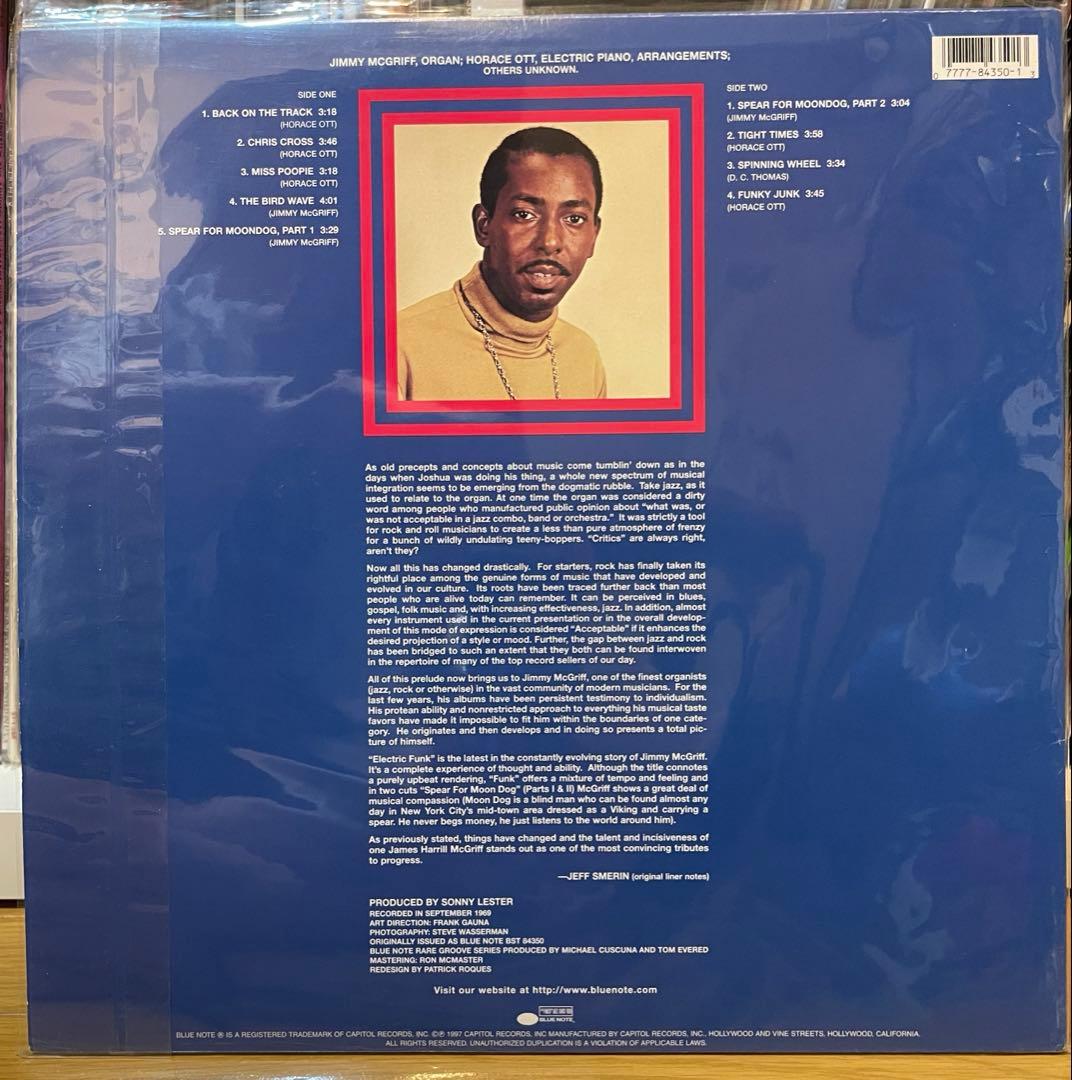 JIMMY MCGRIFF, ORGAN; HORACE OTT, ELECTRIC PIANO, ARRANGEMENTS;
OTHERS UNKNOWN.
0 7777-84350-1 3
SIDE ONE
1. BACK ON THE TRACK 3:18
(HORACE OTT)
2. CHRIS CROSS 3:46
(HORACE OTT)
3. MISS POOPIE 3:18
(HORACE OTT)
4. THE BIRD WAVE 4:01
(JIMMY McGRIFF)
5. SPEAR FOR MOONDOG, PART 1 3:29
(JIMMY McGRIFF)
SIDE TWO
1. SPEAR FOR MOONDOG, PART 2 3:04
(JIMMY McGRIFF)
2. TIGHT TIMES 3:58
(HORACE OTT)
3. SPINNING WHEEL 3:34
(D. C. THOMAS)
4. FUNKY JUNK 3:45
(HORACE OTT)
As old precepts and concepts about music come tumblin' down as in the
days when Joshua was doing his thing, a whole new spectrum of musical
integration seems to be emerging from the dogmatic rubble. Take jazz, as it
used to relate to the organ. At one time the organ was considered a dirty
word among people who manufactured public opinion about "what was, or
was not acceptable in a jazz combo, band or orchestra." It was strictly a tool
for rock and roll musicians to create a less than pure atmosphere of frenzy
for a bunch of wildly undulating teeny-boppers. "Critics" are always right,
aren't they?
Now all this has changed drastically. For starters, rock has finally taken its
rightful place among the genuine forms of music that have developed and
evolved in our culture. Its roots have been traced further back than most
people who are alive today can remember. It can be perceived in blues,
gospel, folk music and, with increasing effectiveness, jazz. In addition, almost
every instrument used in the current presentation or in the overall develop-
ment of this mode of expression is considered "Acceptable" if it enhances the
desired projection of a style or mood. Further, the gap between jazz and rock
has been bridged to such an extent that they both can be found interwoven
in the repertoire of many of the top record sellers of our day.
All of this prelude now brings us to Jimmy McGriff, one of the finest organists
(jazz, rock or otherwise) in the vast community of modern musicians. For the
last few years, his albums have been persistent testimony to individualism.
His protean ability and nonrestricted approach to everything his musical taste
favors have made it impossible to fit him within the boundaries of one cate-
gory. He originates and then develops and in doing so presents a total pic-
ture of himself.
"Electric Funk" is the latest in the constantly evolving story of Jimmy McGriff.
It's a complete experience of thought and ability. Although the title connotes
a purely upbeat rendering, "Funk" offers a mixture of tempo and feeling and
in two cuts "Spear For Moon Dog" (Parts I & II) McGriff shows a great deal of
musical compassion (Moon Dog is a blind man who can be found almost any
day in New York City's mid-town area dressed as a Viking and carrying a
spear. He never begs money, he just listens to the world around him).
As previously stated, things have changed and the talent and incisiveness of
one James Harrill McGriff stands out as one of the most convincing tributes
to progress.
—JEFF SMERIN (original liner notes)
PRODUCED BY SONNY LESTER
RECORDED IN SEPTEMBER 1969
ART DIRECTION: FRANK GAUNA
PHOTOGRAPHY: STEVE WASSERMAN
ORIGINALLY ISSUED AS BLUE NOTE BST 84350
BLUE NOTE RARE GROOVE SERIES PRODUCED BY MICHAEL CUSCUNA AND TOM EVERED
MASTERING: RON MCMASTER
REDESIGN BY PATRICK ROQUES
Visit our website at http://www.bluenote.com
BLUE NOTE
BLUE NOTE ® IS A REGISTERED TRADEMARK OF CAPITOL RECORDS, INC. ©℗ 1997 CAPITOL RECORDS, INC MANUFACTURED BY CAPITOL RECORDS, INC., HOLLYWOOD AND VINE STREETS, HOLLYWOOD, CALIFORNIA.
ALL RIGHTS RESERVED. UNAUTHORIZED DUPLICATION IS A VIOLATION OF APPLICABLE LAWS.